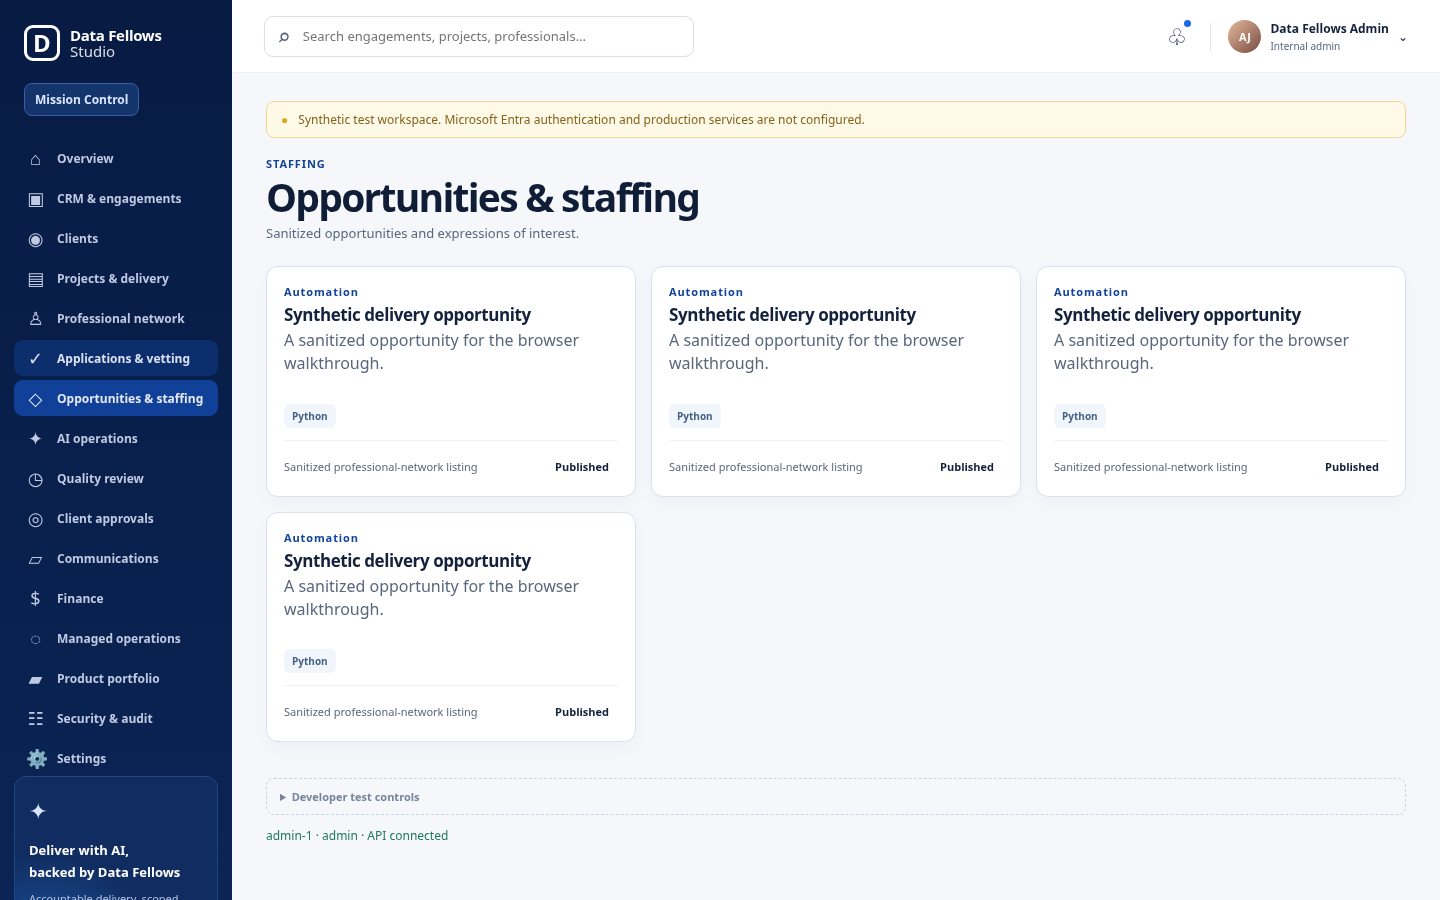 D
Data Fellows
Studio
Mission Control
Overview
CRM & engagements
Clients
Projects & delivery
Professional network
Applications & vetting
Opportunities & staffing
AI operations
Quality review
Client approvals
Communications
$ Finance
Managed operations
Product portfolio
Security & audit
Settings
Deliver with AI,
backed by Data Fellows
Accountable delivery, scoped
Search engagements, projects, professionals...
AJ
Data Fellows Admin
Internal admin
Synthetic test workspace. Microsoft Entra authentication and production services are not configured.
STAFFING
Opportunities & staffing
Sanitized opportunities and expressions of interest.
Automation
Synthetic delivery opportunity
A sanitized opportunity for the browser
walkthrough.
Python
Sanitized professional-network listing Published
Automation
Synthetic delivery opportunity
A sanitized opportunity for the browser
walkthrough.
Python
Sanitized professional-network listing Published
Automation
Synthetic delivery opportunity
A sanitized opportunity for the browser
walkthrough.
Python
Sanitized professional-network listing Published
Automation
Synthetic delivery opportunity
A sanitized opportunity for the browser
walkthrough.
Python
Sanitized professional-network listing Published
Developer test controls
admin-1 · admin · API connected